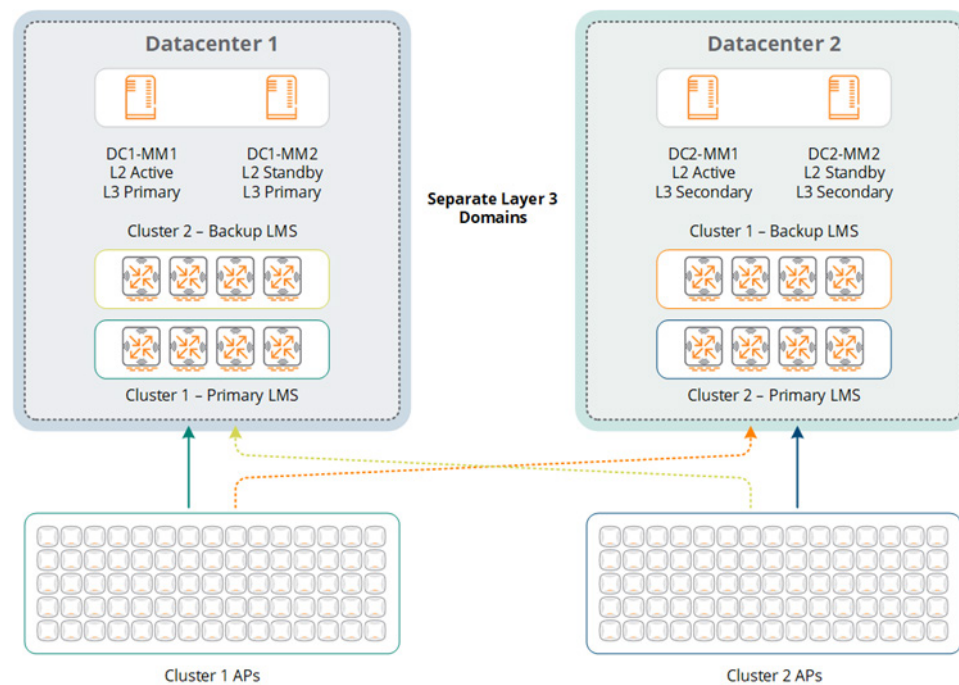 Datacenter 1
DC1-MM1
L2 Active
L3 Primary
DC1-MM2
L2 Standby
L3 Primary
Cluster 2 – Backup LMS
Cluster 1 – Primary LMS
Separate Layer 3
Domains
Datacenter 2
DC2-MM1
L2 Active
L3 Secondary
DC2-MM2
L2 Standby
L3 Secondary
Cluster 1 – Backup LMS
Cluster 2 – Primary LMS
Cluster 1 APs
Cluster 2 APs